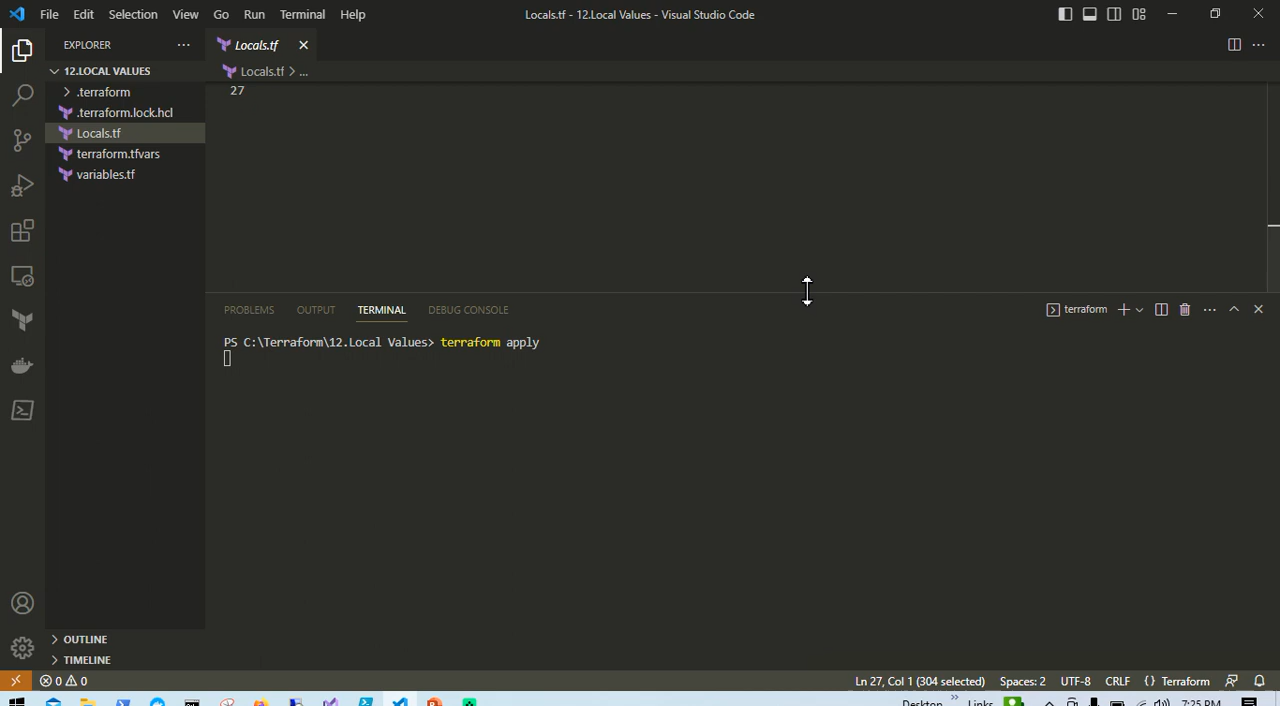 File Edit Selection View Go Run Terminal Help
Locals.tf - 12.Local Values - Visual Studio Code
EXPLORER
Locals.tf
12.LOCAL VALUES
Locals.tf > ...
.terraform
27
.terraform.lock.hcl
Locals.tf
terraform.tfvars
variables.tf
PROBLEMS OUTPUT TERMINAL DEBUG CONSOLE
terraform
PS C:\Terraform\12.Local Values> terraform apply
OUTLINE
TIMELINE
0 0
Ln 27, Col 1 (304 selected) Spaces: 2 UTF-8 CRLF {} Terraform
Desktop » Links 7:25 PM